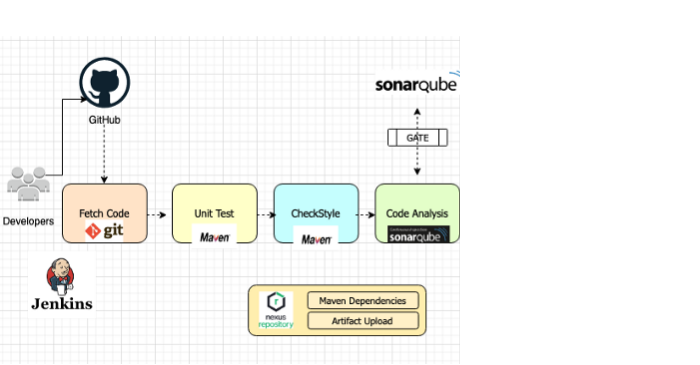 sonarqube
GitHub
GATE
Developers
Fetch Code
git
Unit Test
Maven
CheckStyle
Maven
Code Analysis
sonarqube
Jenkins
nexus
repository
Maven Dependencies
Artifact Upload